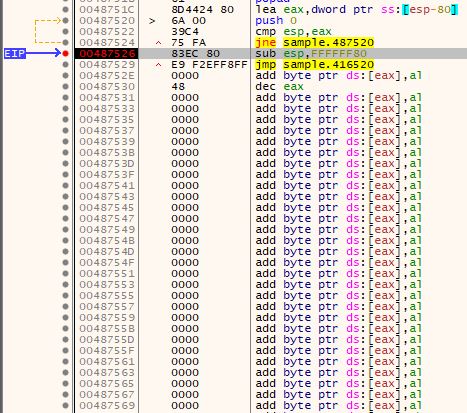 popad
0048751C 8D4424 80 lea eax,dword ptr ss:[esp-80]
00487520 > 6A 00 push 0
00487522 39C4 cmp esp,eax
00487524 ^ 75 FA jne sample.487520
EIP 00487526 83EC 80 sub esp,FFFFFF80
00487529 ^ E9 F2EFF8FF jmp sample.416520
0048752E 0000 add byte ptr ds:[eax],al
00487530 48 dec eax
00487531 0000 add byte ptr ds:[eax],al
00487533 0000 add byte ptr ds:[eax],al
00487535 0000 add byte ptr ds:[eax],al
00487537 0000 add byte ptr ds:[eax],al
00487539 0000 add byte ptr ds:[eax],al
0048753B 0000 add byte ptr ds:[eax],al
0048753D 0000 add byte ptr ds:[eax],al
0048753F 0000 add byte ptr ds:[eax],al
00487541 0000 add byte ptr ds:[eax],al
00487543 0000 add byte ptr ds:[eax],al
00487545 0000 add byte ptr ds:[eax],al
00487547 0000 add byte ptr ds:[eax],al
00487549 0000 add byte ptr ds:[eax],al
0048754B 0000 add byte ptr ds:[eax],al
0048754D 0000 add byte ptr ds:[eax],al
0048754F 0000 add byte ptr ds:[eax],al
00487551 0000 add byte ptr ds:[eax],al
00487553 0000 add byte ptr ds:[eax],al
00487555 0000 add byte ptr ds:[eax],al
00487557 0000 add byte ptr ds:[eax],al
00487559 0000 add byte ptr ds:[eax],al
0048755B 0000 add byte ptr ds:[eax],al
0048755D 0000 add byte ptr ds:[eax],al
0048755F 0000 add byte ptr ds:[eax],al
00487561 0000 add byte ptr ds:[eax],al
00487563 0000 add byte ptr ds:[eax],al
00487565 0000 add byte ptr ds:[eax],al
00487567 0000 add byte ptr ds:[eax],al
00487569 0000 add byte ptr ds:[eax],al